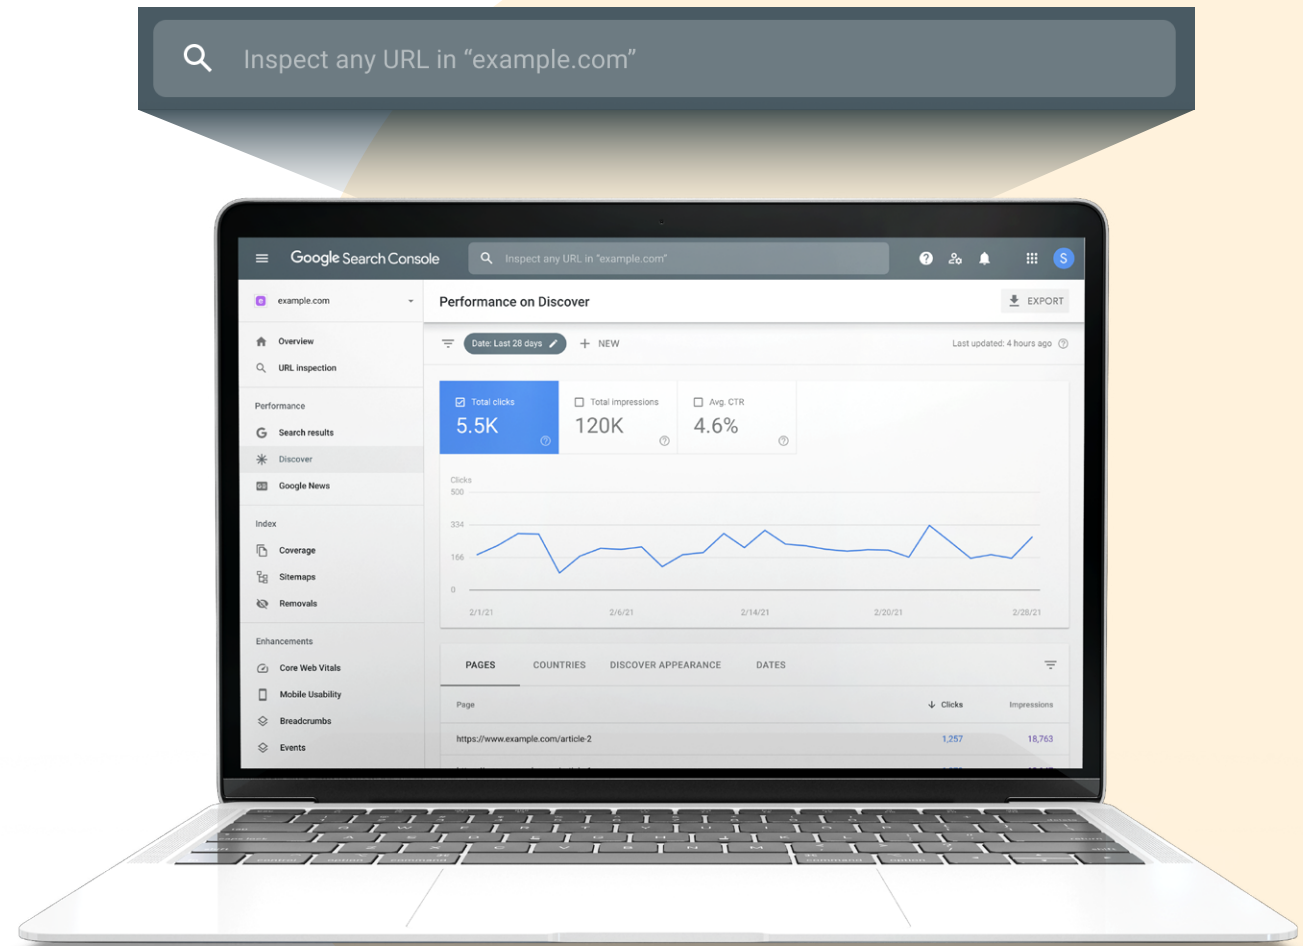 Inspect any URL in “example.com”
Google Search Console
Inspect any URL in “example.com”
S
e example.com
Performance on Discover
EXPORT
Overview
Date: Last 28 days
NEW
Last updated: 4 hours ago
URL inspection
Performance
Total clicks
Total impressions
Avg. CTR
5.5K
120K
4.6%
Search results
Discover
Google News
Clicks
500
334
166
0
2/1/21
2/6/21
2/14/21
2/20/21
2/28/21
Index
Coverage
Sitemaps
Removals
Enhancements
Core Web Vitals
Mobile Usability
Breadcrumbs
Events
PAGES
COUNTRIES
DISCOVER APPEARANCE
DATES
Page
Clicks
Impressions
https://www.example.com/article-2
1,257
18,763